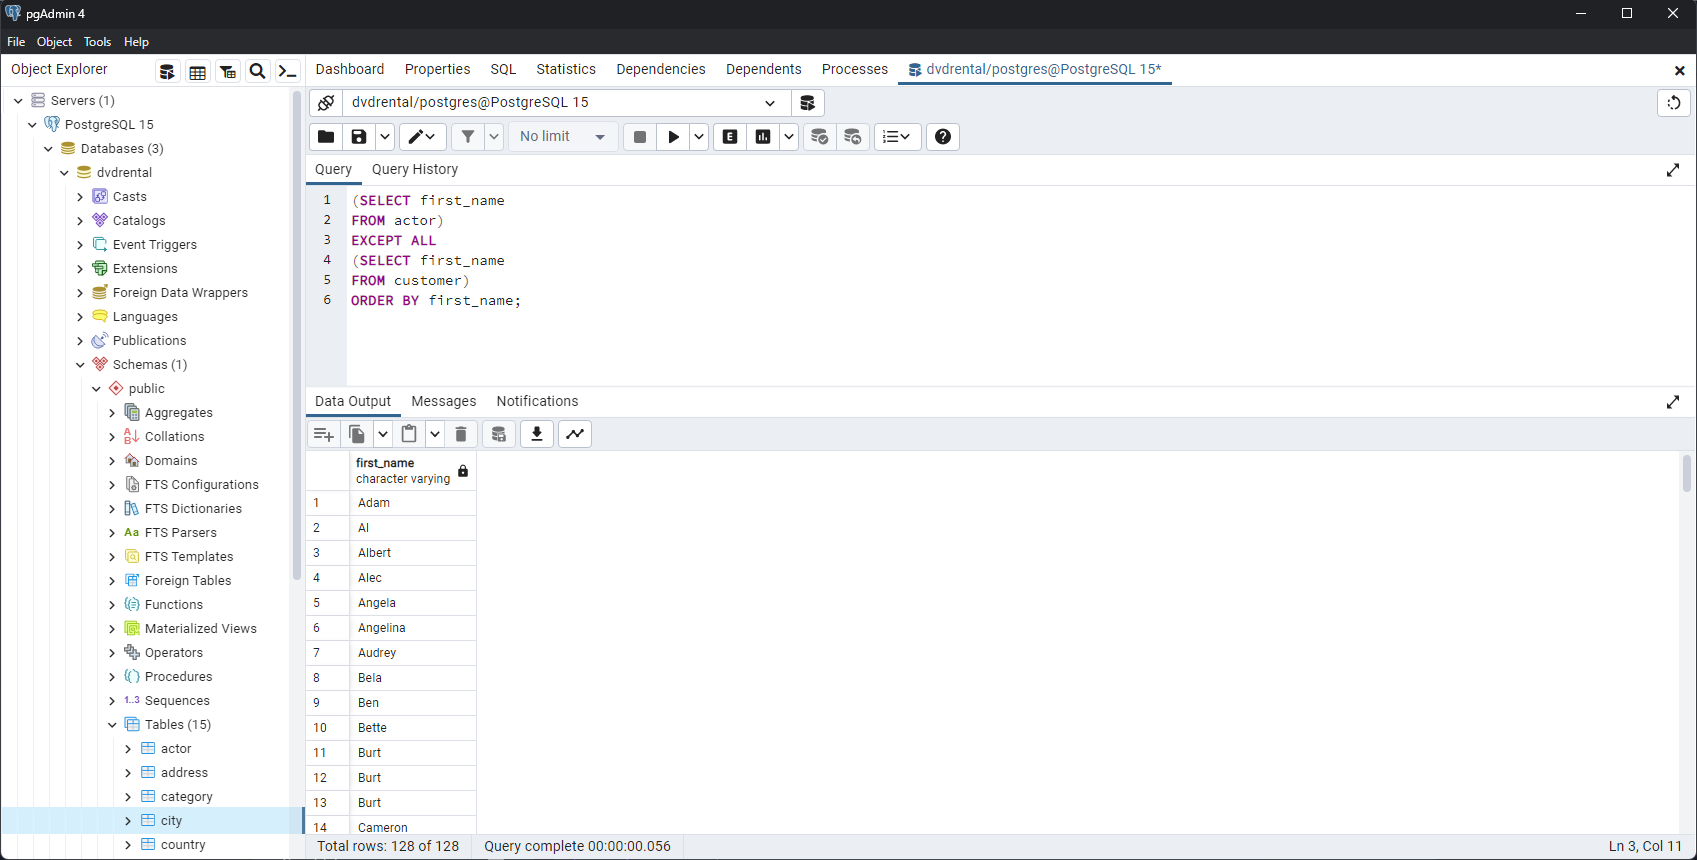 pgAdmin 4
File Object Tools Help
Object Explorer
Dashboard Properties SQL Statistics Dependencies Dependents Processes dvdrental/postgres@PostgreSQL 15*
Servers (1)
PostgreSQL 15
Databases (3)
dvdrental
Casts
Catalogs
Event Triggers
Extensions
Foreign Data Wrappers
Languages
Publications
Schemas (1)
public
Aggregates
Collations
Domains
FTS Configurations
FTS Dictionaries
Aa FTS Parsers
FTS Templates
Foreign Tables
Functions
Materialized Views
Operators
Procedures
1..3 Sequences
Tables (15)
actor
address
category
city
country
dvdrental/postgres@PostgreSQL 15
No limit
E
Query Query History
1 (SELECT first_name
2 FROM actor)
3 EXCEPT ALL
4 (SELECT first_name
5 FROM customer)
6 ORDER BY first_name;
Data Output Messages Notifications
first_name
character varying
1 Adam
2 Al
3 Albert
4 Alec
5 Angela
6 Angelina
7 Audrey
8 Bela
9 Ben
10 Bette
11 Burt
12 Burt
13 Burt
14 Cameron
Total rows: 128 of 128 Query complete 00:00:00.056 Ln 3, Col 11